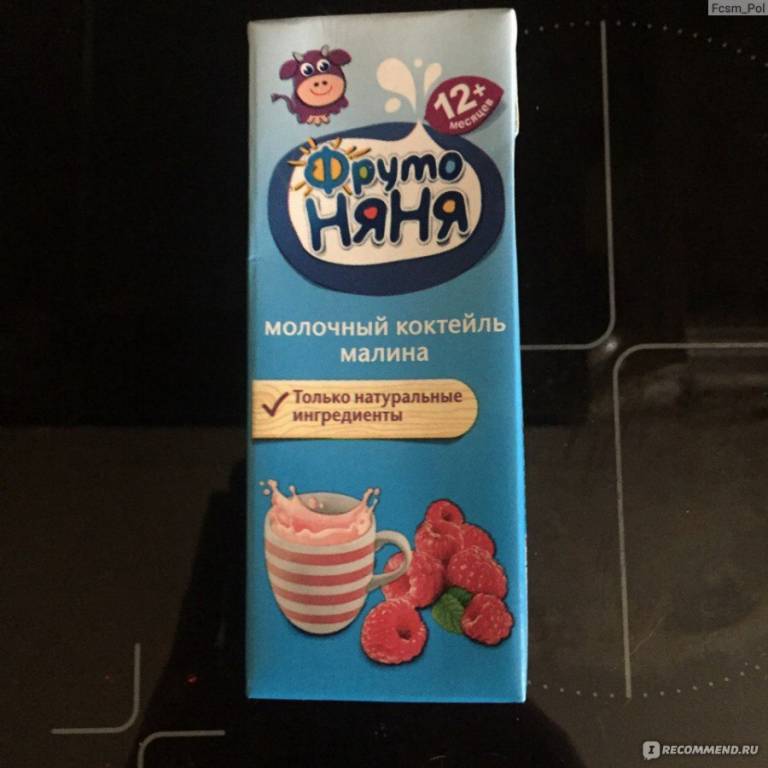 Fcsm_Pol
12+
месяцев
Фруто
НЯНЯ
молочный коктейль
малина
Только натуральные
ингредиенты
RECOMMEND.RU